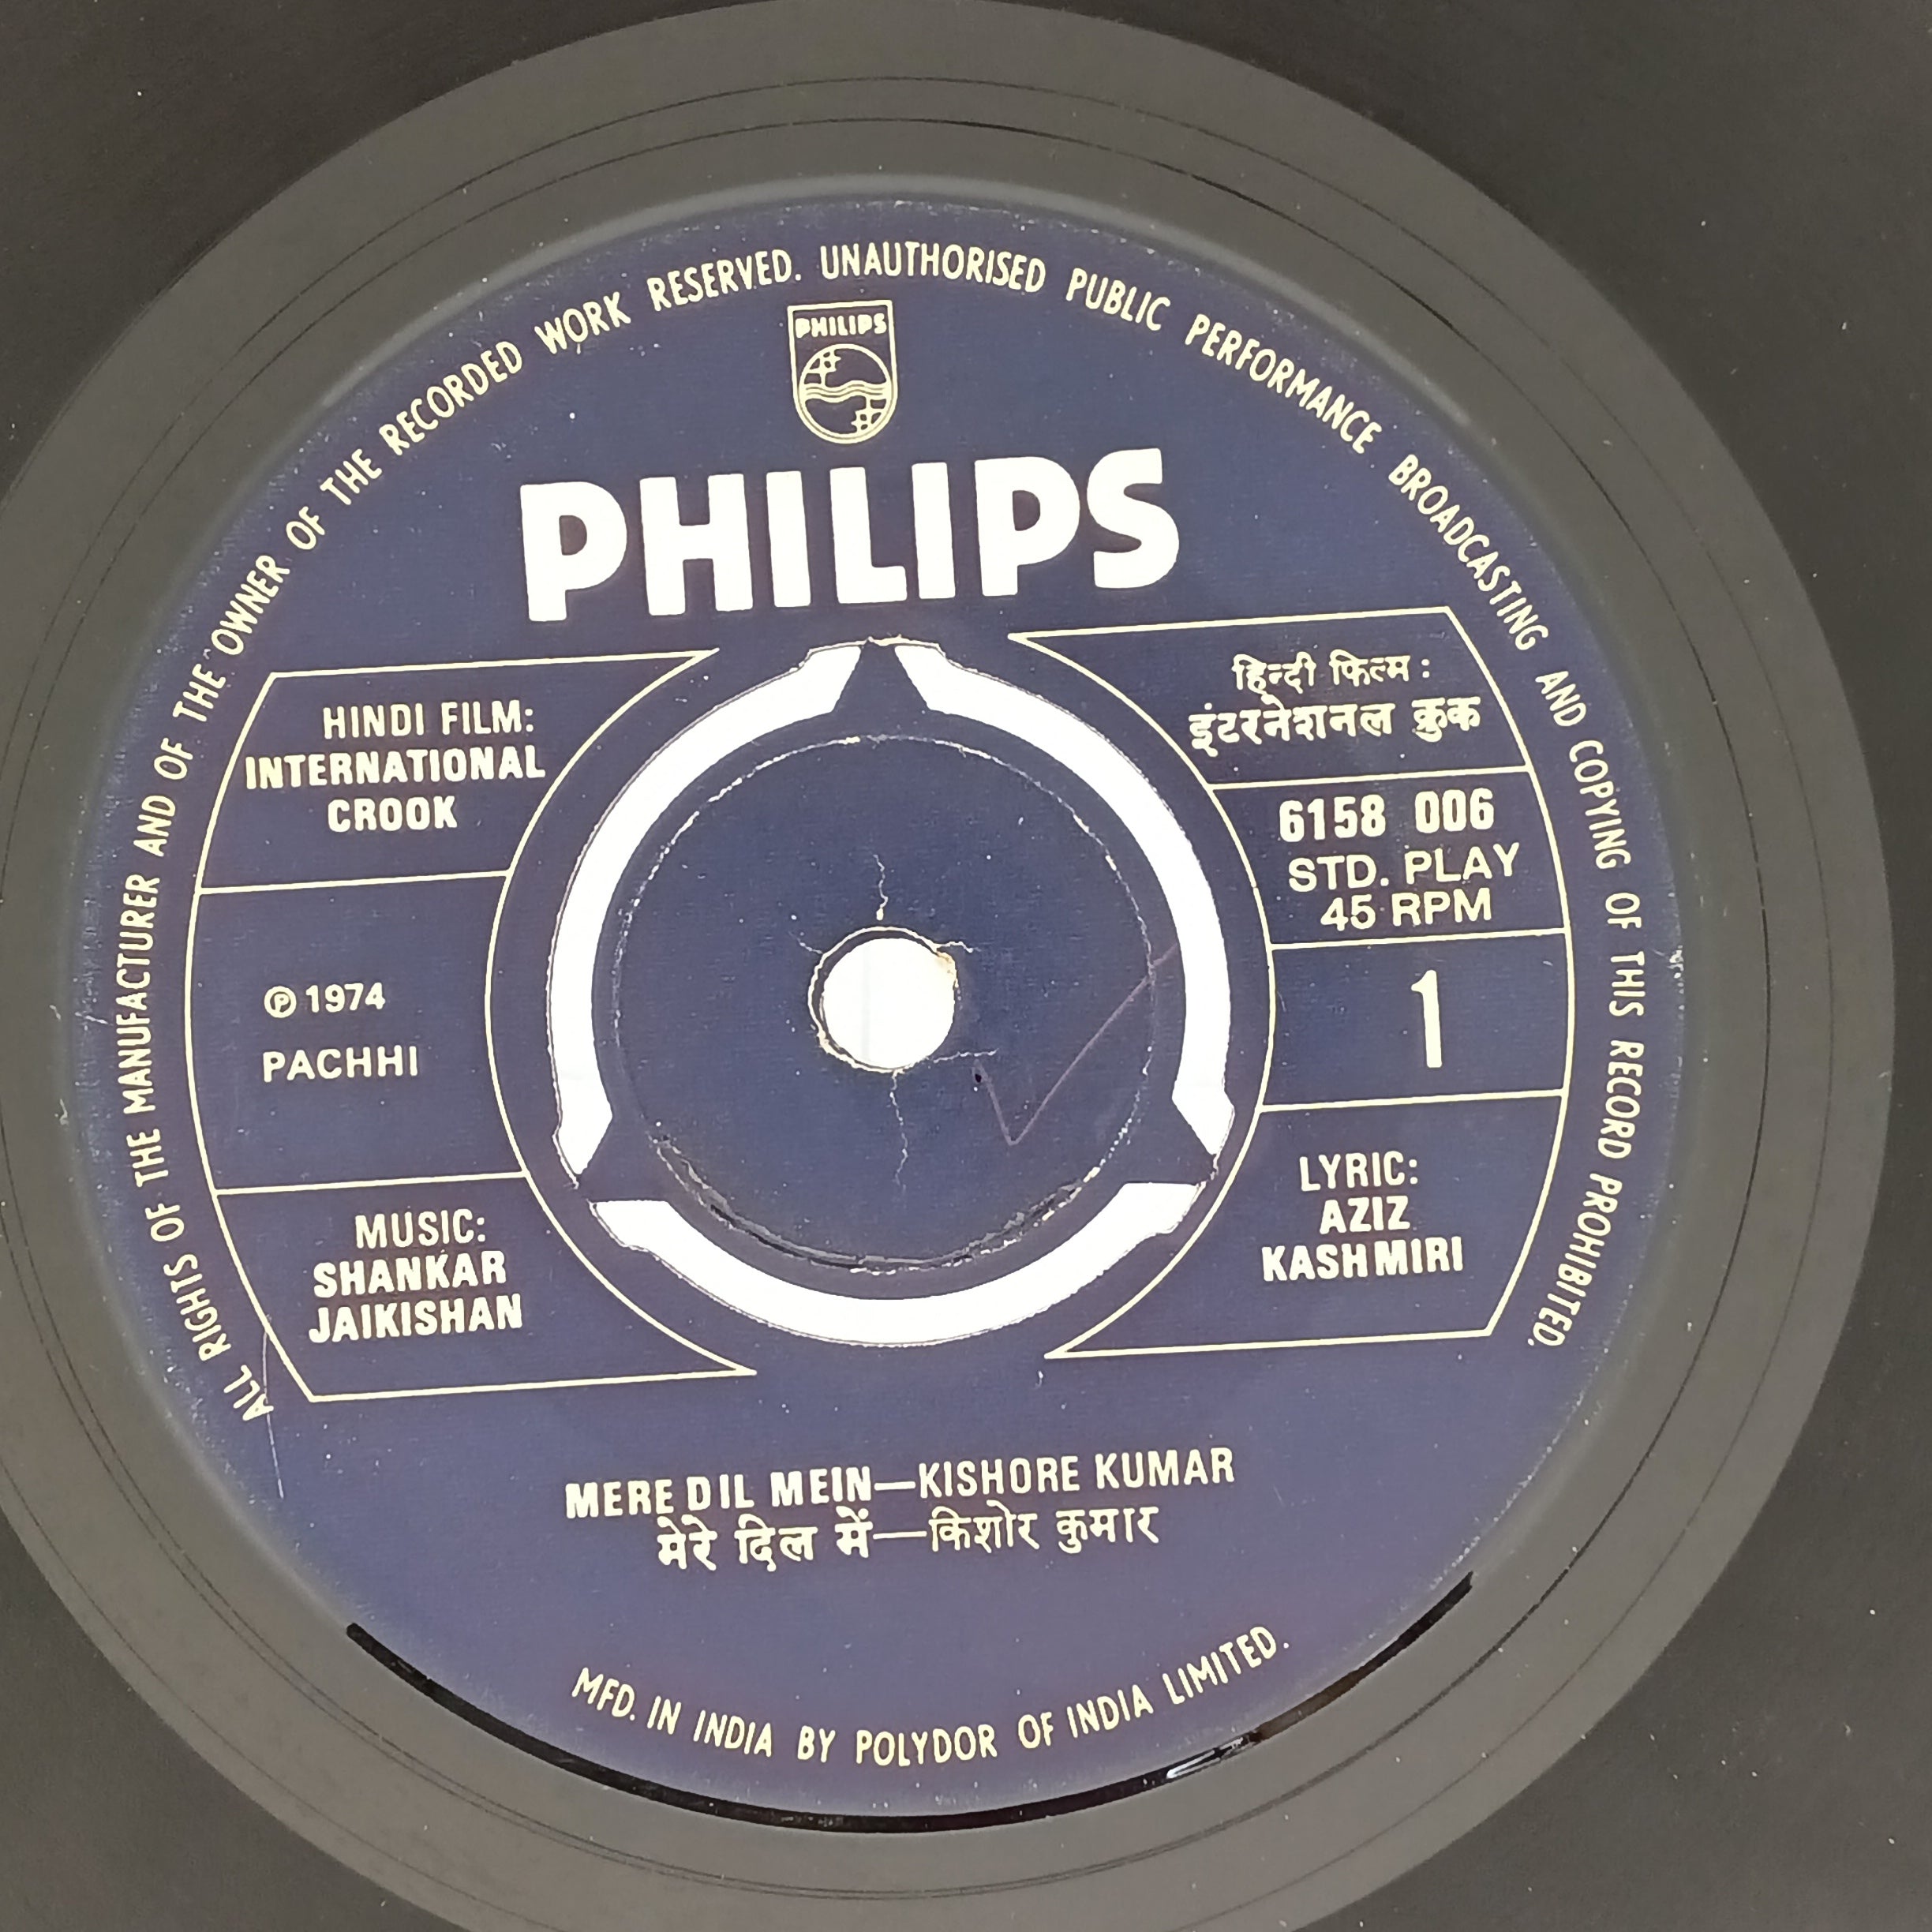 ALL RIGHTS OF THE MANUFACTURER AND OF THE OWNER OF THE RECORDED WORK RESERVED. UNAUTHORISED PUBLIC PERFORMANCE BROADCASTING AND COPYING OF THIS RECORD PROHIBITED.
PHILIPS
PHILIPS
HINDI FILM:
INTERNATIONAL
CROOK
℗ 1974
PACHHI
MUSIC:
SHANKAR
JAIKISHAN
हिन्दी फिल्म :
इंटरनेशनल क्रुक
6158 006
STD. PLAY
45 RPM
1
LYRIC:
AZIZ
KASHMIRI
MERE DIL MEIN—KISHORE KUMAR
मेरे दिल में—किशोर कुमार
MFD. IN INDIA BY POLYDOR OF INDIA LIMITED.